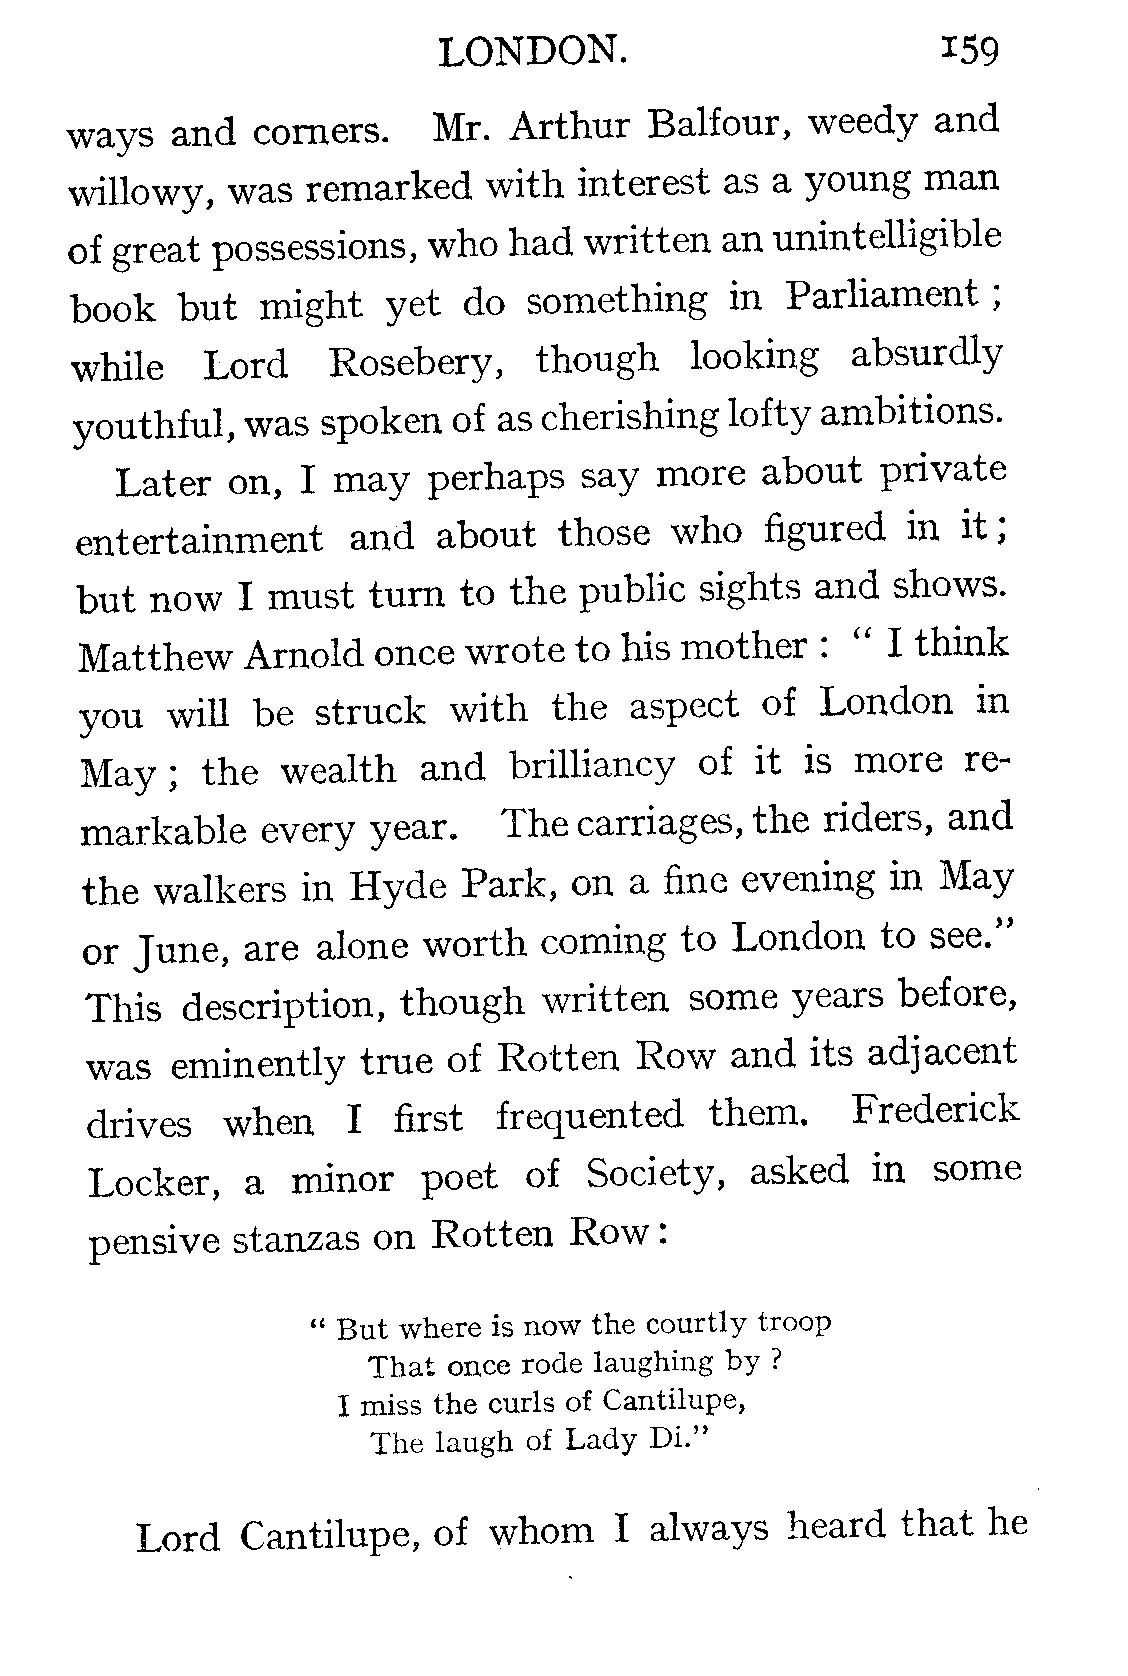 LONDON. 159
ways and corners. Mr. Arthur Balfour, weedy and
willowy, was remarked with interest as a young man
of great possessions, who had written an unintelligible
book but might yet do something in Parliament ;
while Lord Rosebery, though looking absurdly
youthful, was spoken of as cherishing lofty ambitions.
Later on, I may perhaps say more about private
entertainment and about those who figured in it ;
but now I must turn to the public sights and shows.
Matthew Arnold once wrote to his mother : “ I think
you will be struck with the aspect of London in
May ; the wealth and brilliancy of it is more re-
markable every year. The carriages, the riders, and
the walkers in Hyde Park, on a fine evening in May
or June, are alone worth coming to London to see.”
This description, though written some years before,
was eminently true of Rotten Row and its adjacent
drives when I first frequented them. Frederick
Locker, a minor poet of Society, asked in some
pensive stanzas on Rotten Row :
“ But where is now the courtly troop
That once rode laughing by ?
I miss the curls of Cantilupe,
The laugh of Lady Di.”
Lord Cantilupe, of whom I always heard that he